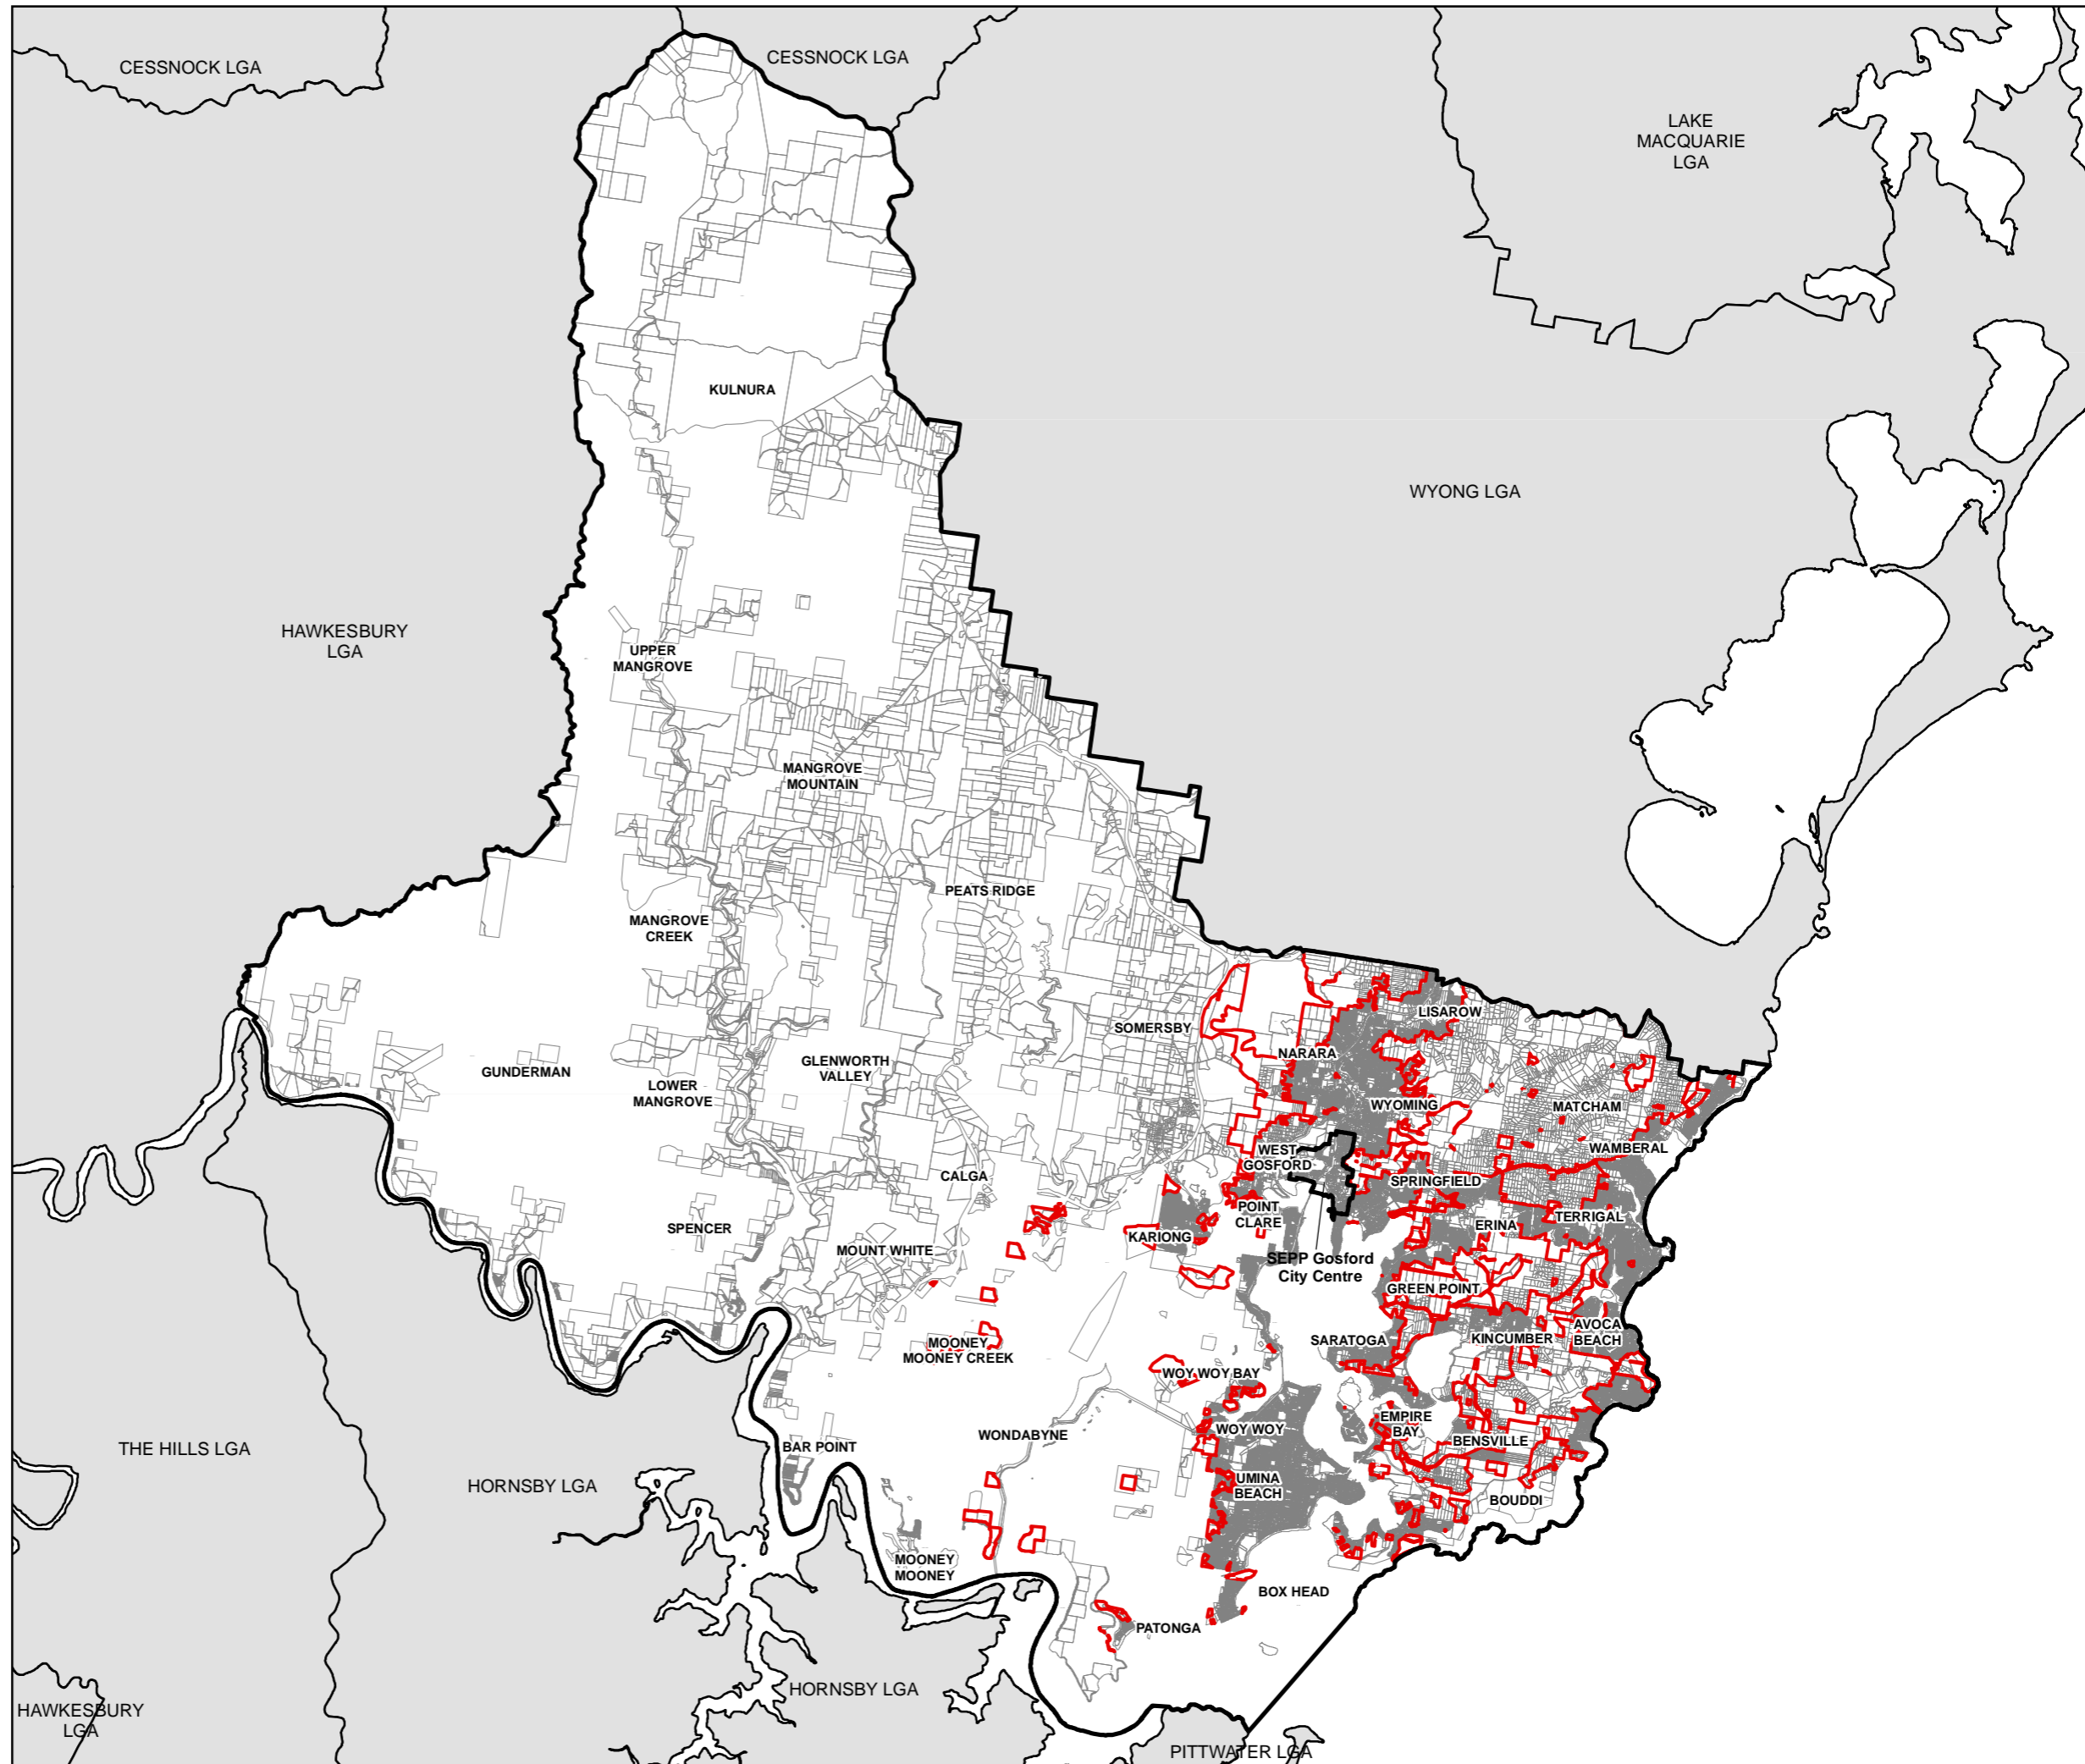 CESSNOCK LGA
CESSNOCK LGA
LAKE
MACQUARIE
LGA
KULNURA
WYONG LGA
HAWKESBURY
LGA
UPPER
MANGROVE
MANGROVE
MOUNTAIN
PEATS RIDGE
MANGROVE
CREEK
SOMERSBY
LISAROW
NARARA
GUNDERMAN
GLENWORTH
VALLEY
LOWER
MANGROVE
WYOMING
MATCHAM
WAMBERAL
WEST
GOSFORD
CALGA
SPRINGFIELD
POINT
CLARE
TERRIGAL
ERINA
SPENCER
KARIONG
MOUNT WHITE
SEPP Gosford
City Centre
GREEN POINT
AVOCA
BEACH
KINCUMBER
SARATOGA
MOONEY
MOONEY CREEK
WOY WOY BAY
EMPIRE
BAY
WOY WOY
WONDABYNE
BENSVILLE
BAR POINT
THE HILLS LGA
HORNSBY LGA
UMINA
BEACH
BOUDDI
MOONEY
MOONEY
BOX HEAD
PATONGA
HORNSBY LGA
HAWKESBURY
LGA
PITTWATER LGA